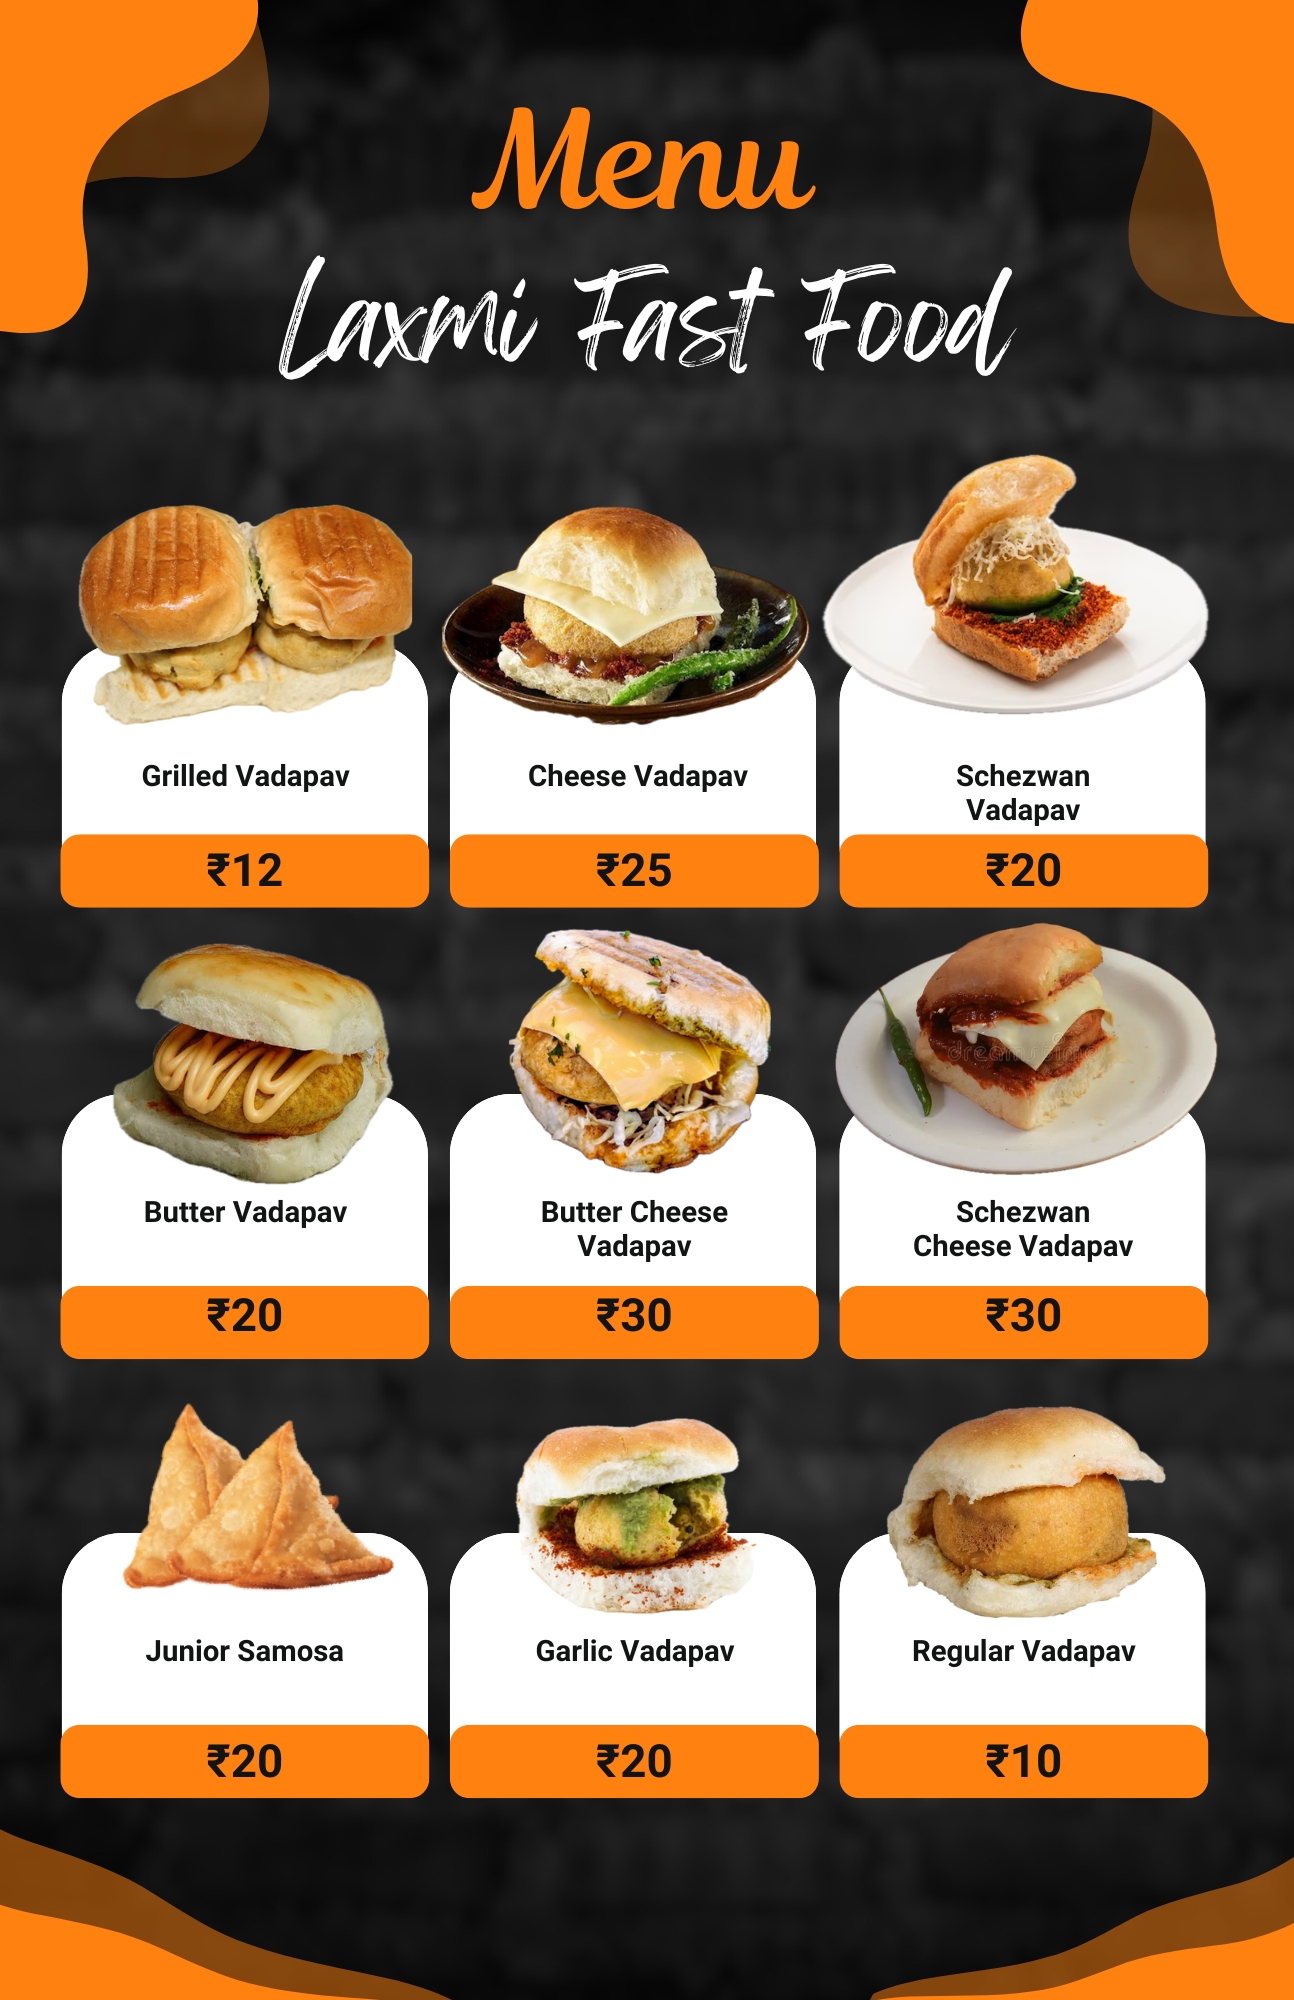 Menu
Laxmi Fast Food
Grilled Vadapav
₹12
Cheese Vadapav
₹25
Schezwan
Vadapav
₹20
Butter Vadapav
₹20
Butter Cheese
Vadapav
₹30
Schezwan
Cheese Vadapav
₹30
Junior Samosa
₹20
Garlic Vadapav
₹20
Regular Vadapav
₹10